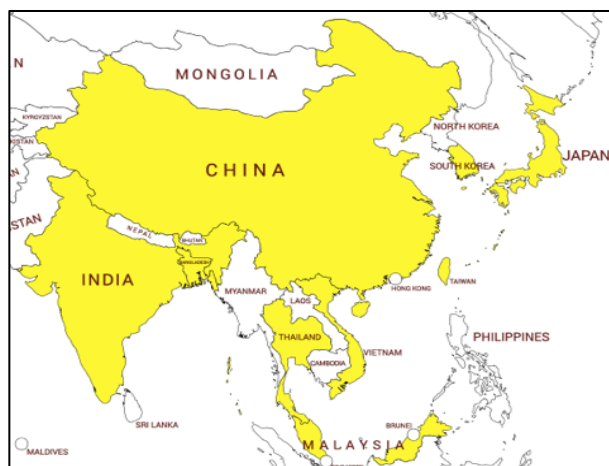 N
MONGOLIA
KYRGYZSTAN
ISTAN
NORTH KOREA
JAPAN
SOUTH KOREA
CHINA
AN
STAN
NEPAL
BHUTAN
BANGLADESH
INDIA
MYANMAR
HONG KONG
TAIWAN
LAOS
THAILAND
PHILIPPINES
VIETNAM
CAMBODIA
SRI LANKA
BRUNEI
MALAYSIA
MALDIVES